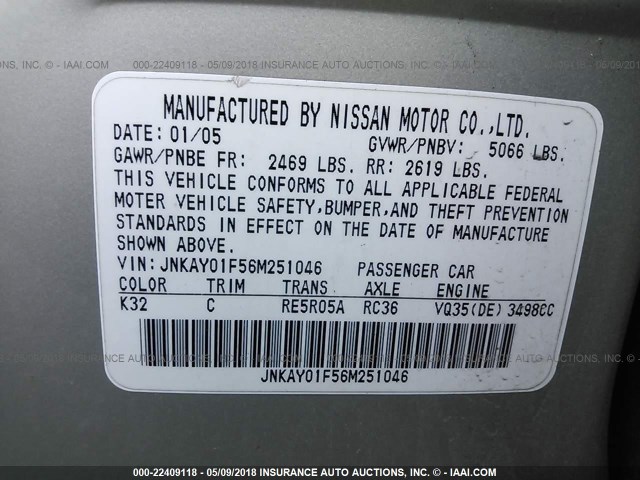 000-22409118 - 05/09/2018 INSURANCE AUTO AUCTIONS, INC. - © IAAI.COM
MANUFACTURED BY NISSAN MOTOR CO.,LTD.
DATE: 01/05 GVWR/PNBV: 5066 LBS.
GAWR/PNBE FR: 2469 LBS. RR: 2619 LBS.
THIS VEHICLE CONFORMS TO ALL APPLICABLE FEDERAL
MOTER VEHICLE SAFETY,BUMPER,AND THEFT PREVENTION
STANDARDS IN EFFECT ON THE DATE OF MANUFACTURE
SHOWN ABOVE.
VIN:JNKAY01F56M251046 PASSENGER CAR
COLOR TRIM TRANS AXLE ENGINE
K32 C RE5R05A RC36 VQ35(DE)3498CC
JNKAY01F56M251046
000-22409118 - 05/09/2018 INSURANCE AUTO AUCTIONS, INC. - © IAAI.COM